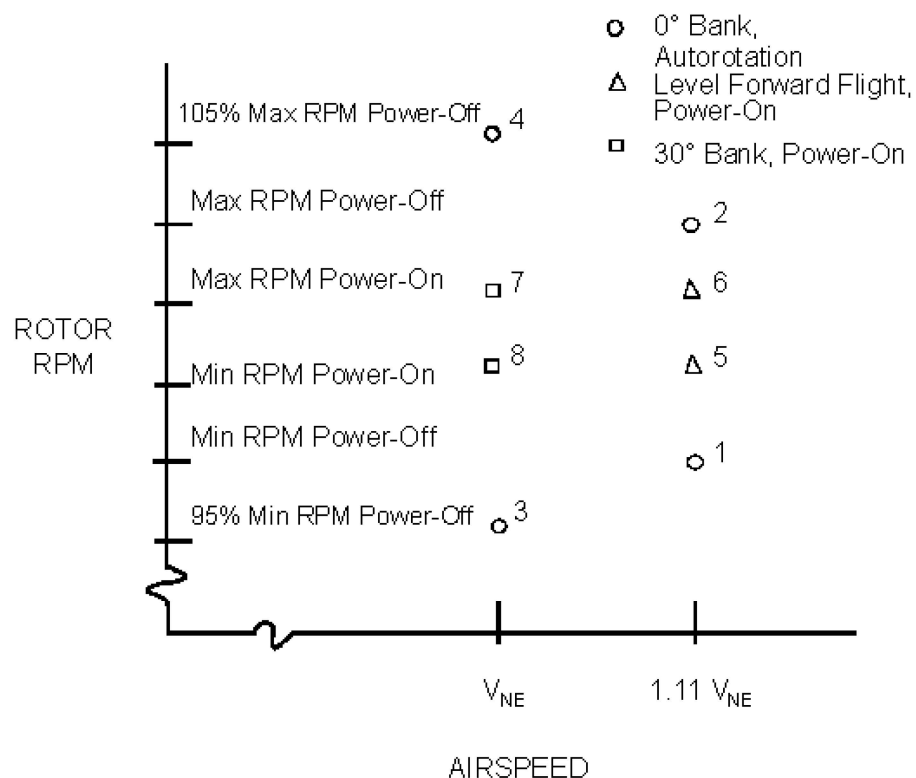 0° Bank,
Autorotation
Level Forward Flight,
Power-On
30° Bank, Power-On
105% Max RPM Power-Off
4
Max RPM Power-Off
2
Max RPM Power-On
7
6
ROTOR
RPM
Min RPM Power-On
8
5
Min RPM Power-Off
1
95% Min RPM Power-Off
3
VNE
1.11 VNE
AIRSPEED